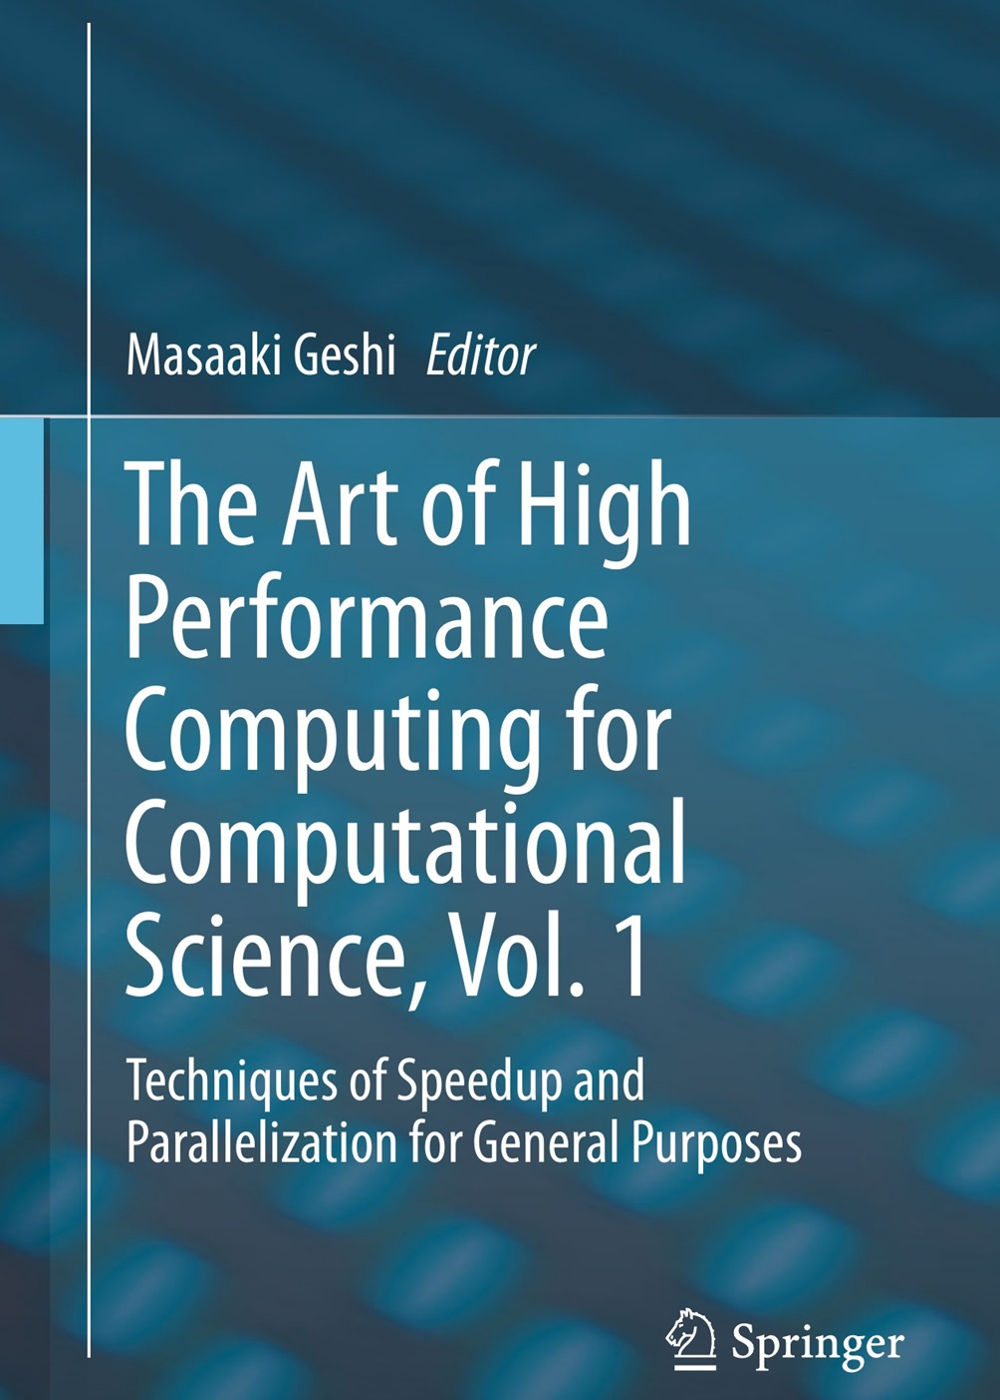 Masaaki Geshi Editor
The Art of High
Performance
Computing for
Computational
Science, Vol. 1
Techniques of Speedup and
Parallelization for General Purposes
Springer